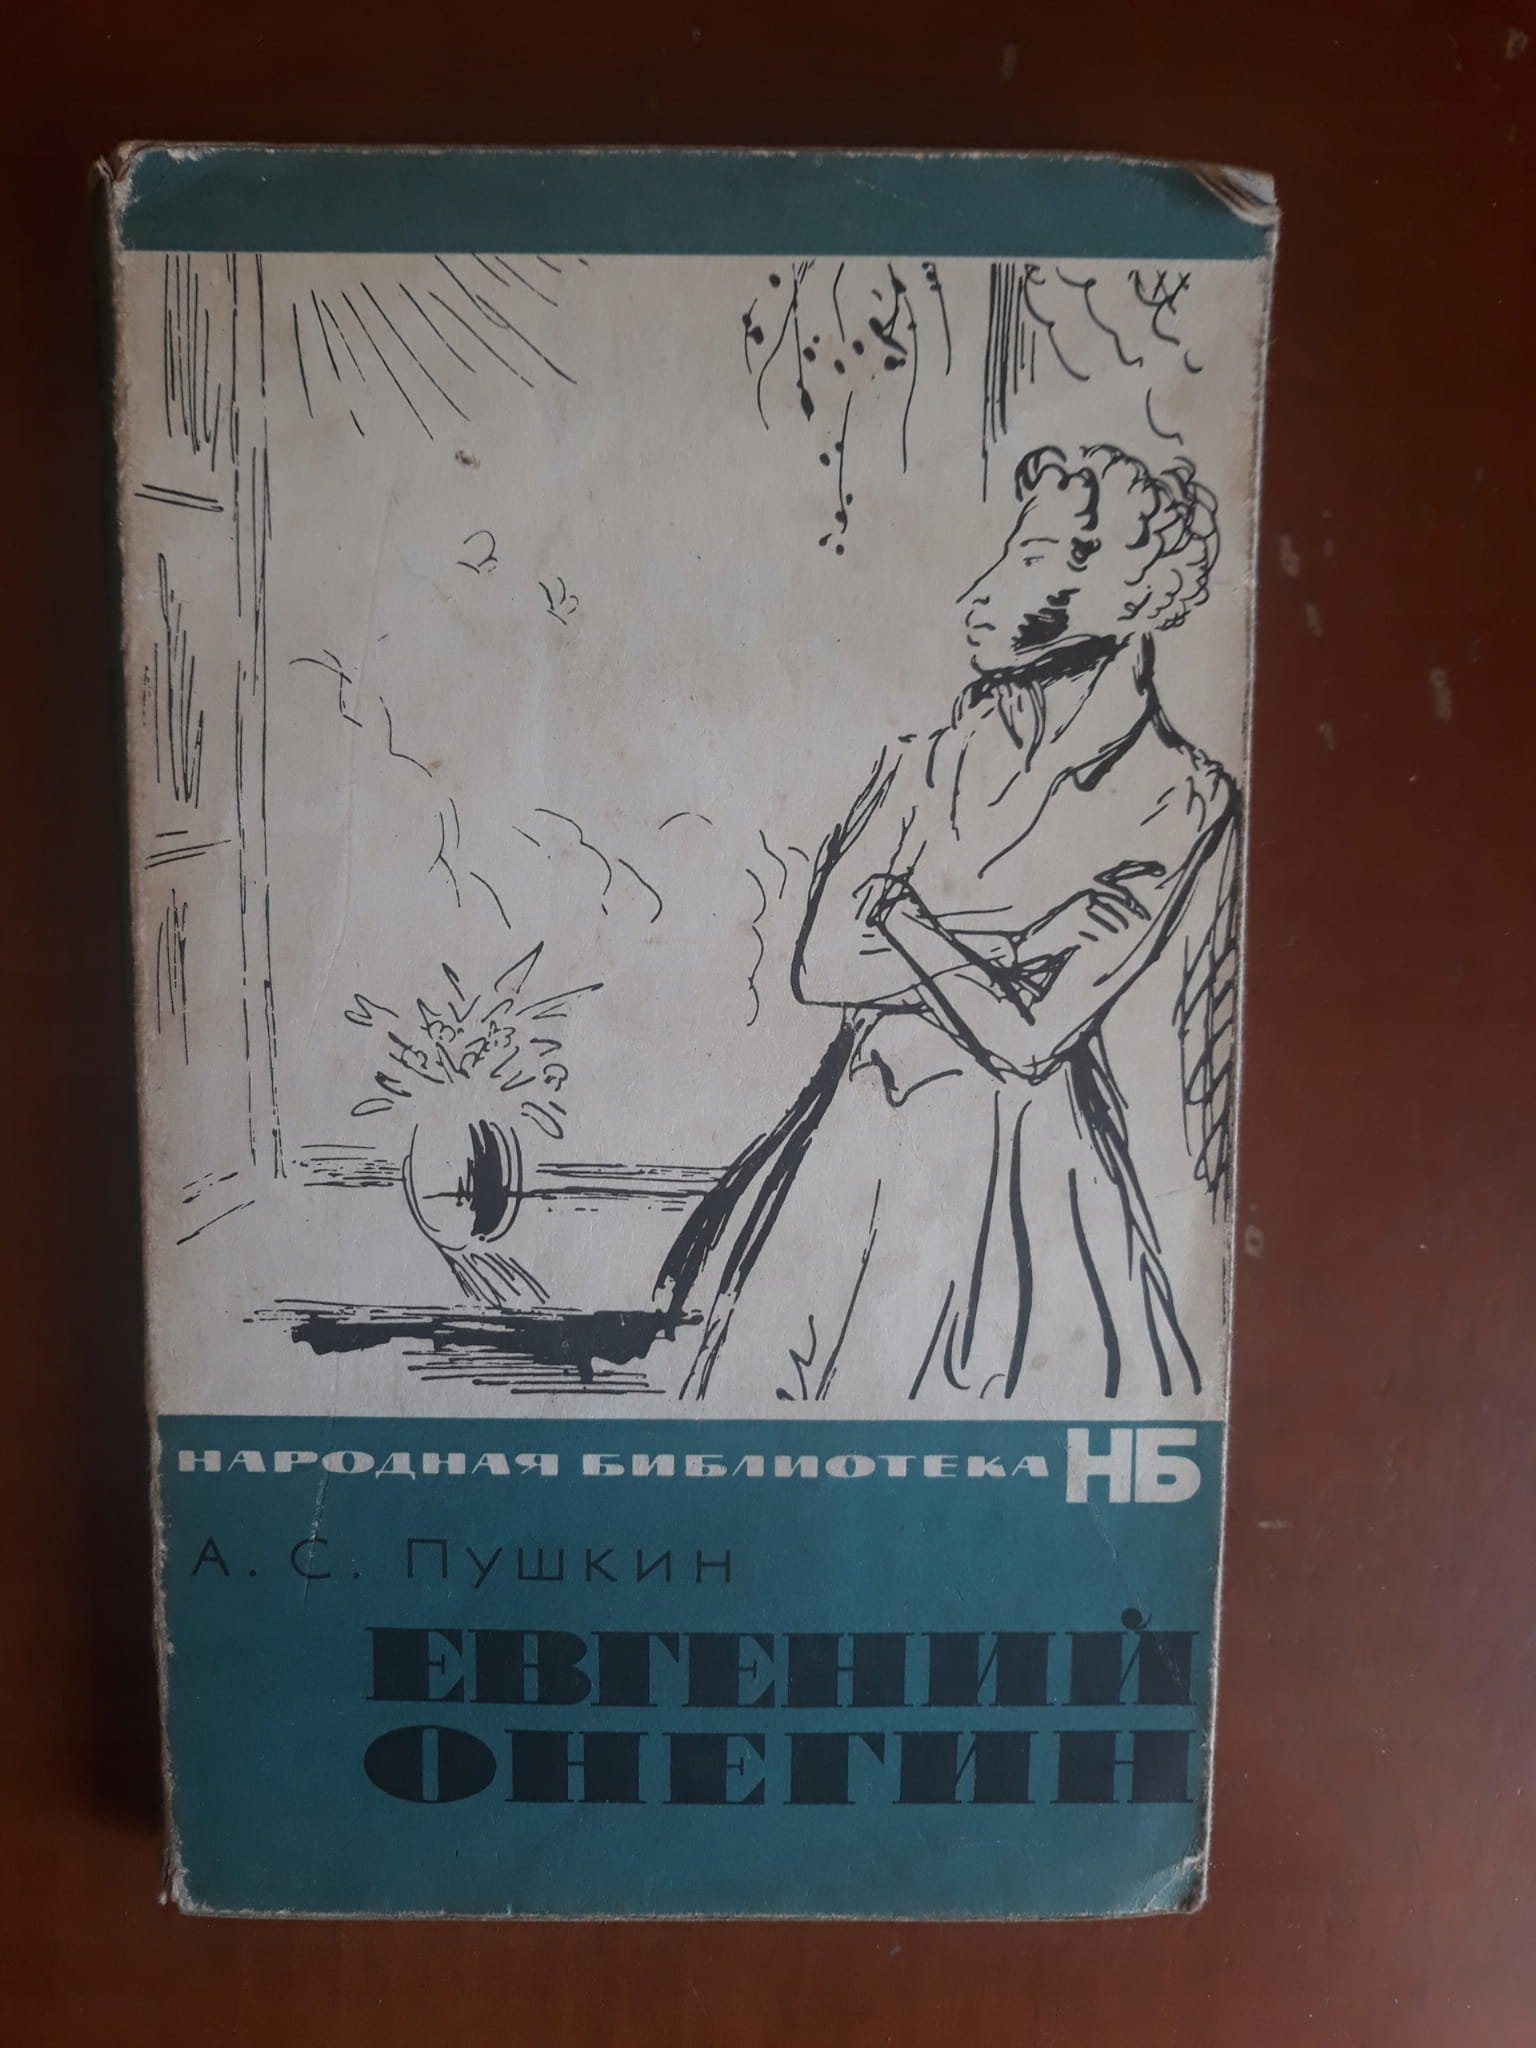 НАРОДНАЯ БИБЛИОТЕКА НБ
А. С. ПУШКИН
ЕВГЕНИЙ
ОНЕГИН